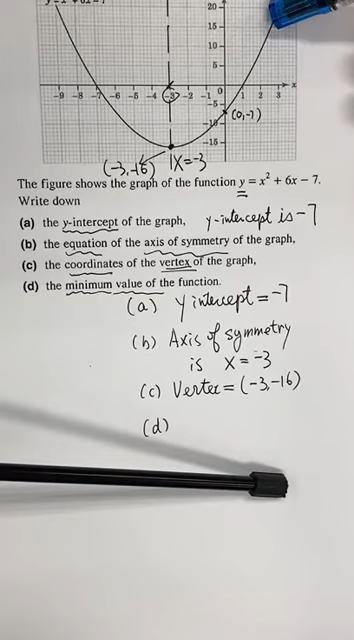 20
15
10
5
-9 -8 -7 -6 -5 -4 -3 -2 -1 0 1 2 3 x
-5
(0,-7)
-10
-15
(-3,-16) x=-3
The figure shows the graph of the function y = x² + 6x − 7.
Write down
(a) the y-intercept of the graph, y-intercept is -7
(b) the equation of the axis of symmetry of the graph,
(c) the coordinates of the vertex of the graph,
(d) the minimum value of the function.
(a) y intercept = -7
(b) Axis of symmetry
is x = -3
(c) Vertex = (-3,-16)
(d)